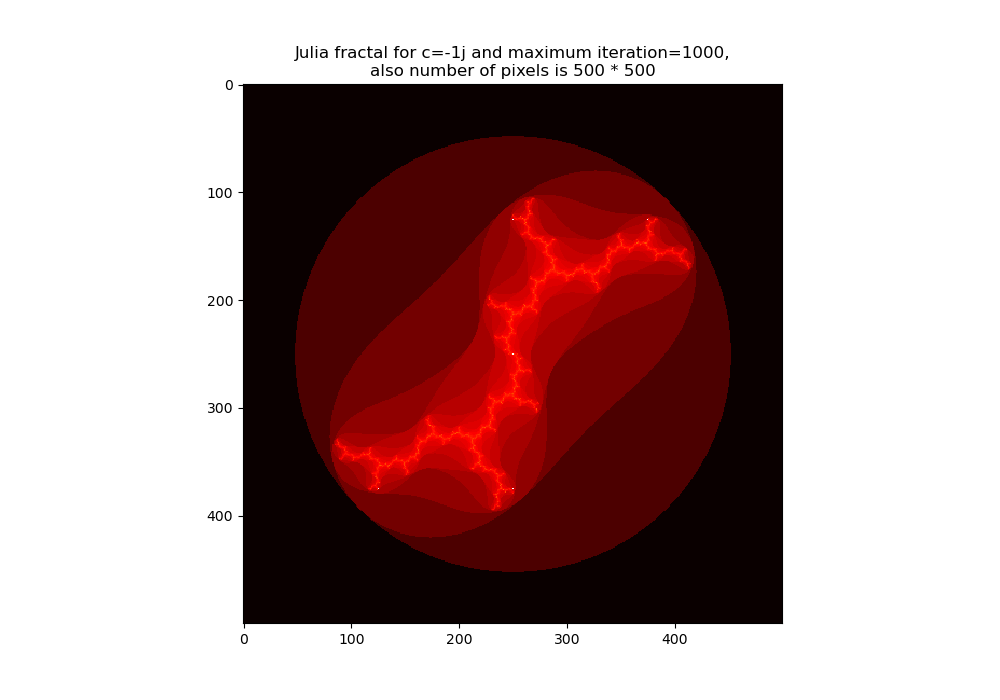 Julia fractal for c=-1j and maximum iteration=1000,
also number of pixels is 500 * 500
0
100
200
300
400
0 100 200 300 400